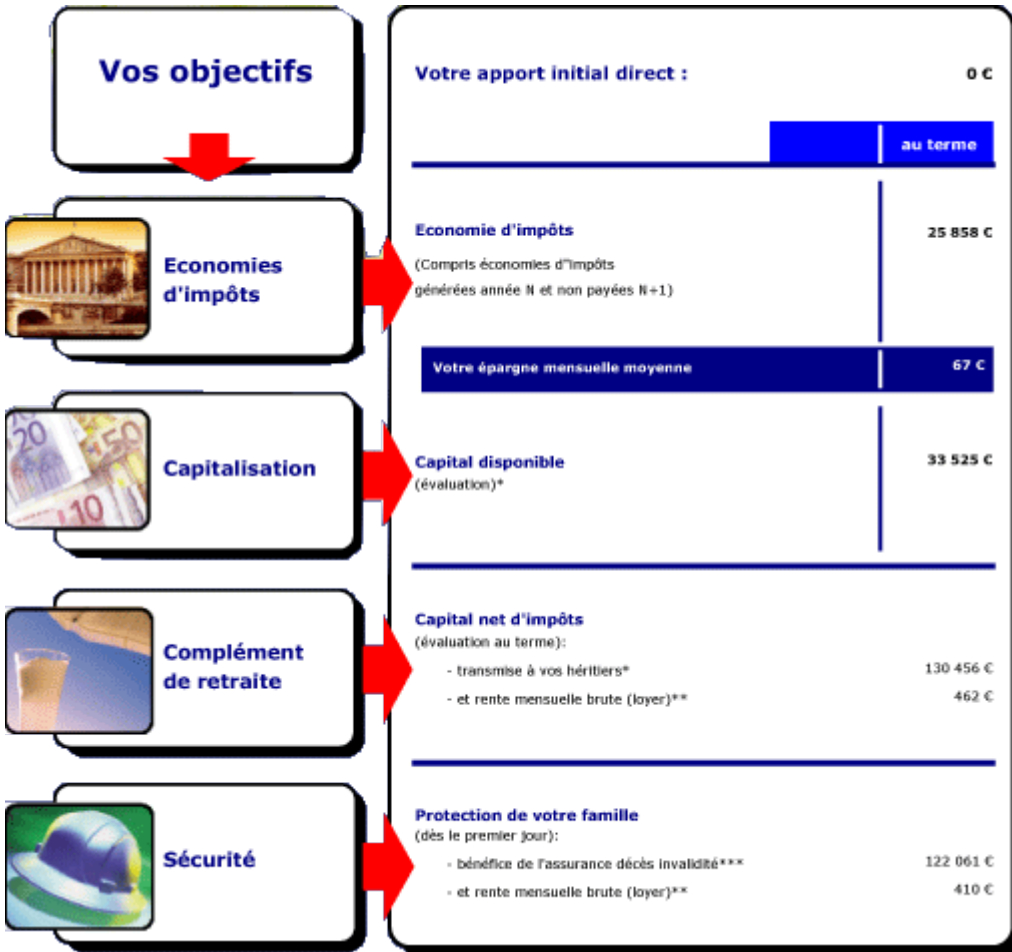 Vos objectifs
Votre apport initial direct : 0 €
au terme
Economies
d'impôts
Economie d'impôts 25 858 €
(Compris économies d"impôts
générées année N et non payées N+1)
Votre épargne mensuelle moyenne 67 €
20
50
10
Capitalisation
Capital disponible 33 525 €
(évaluation)*
Complément
de retraite
Capital net d'impôts
(évaluation au terme):
- transmise à vos héritiers* 130 456 €
- et rente mensuelle brute (loyer)** 462 €
Sécurité
Protection de votre famille
(dès le premier jour):
- bénéfice de l'assurance décès invalidité*** 122 061 €
- et rente mensuelle brute (loyer)** 410 €